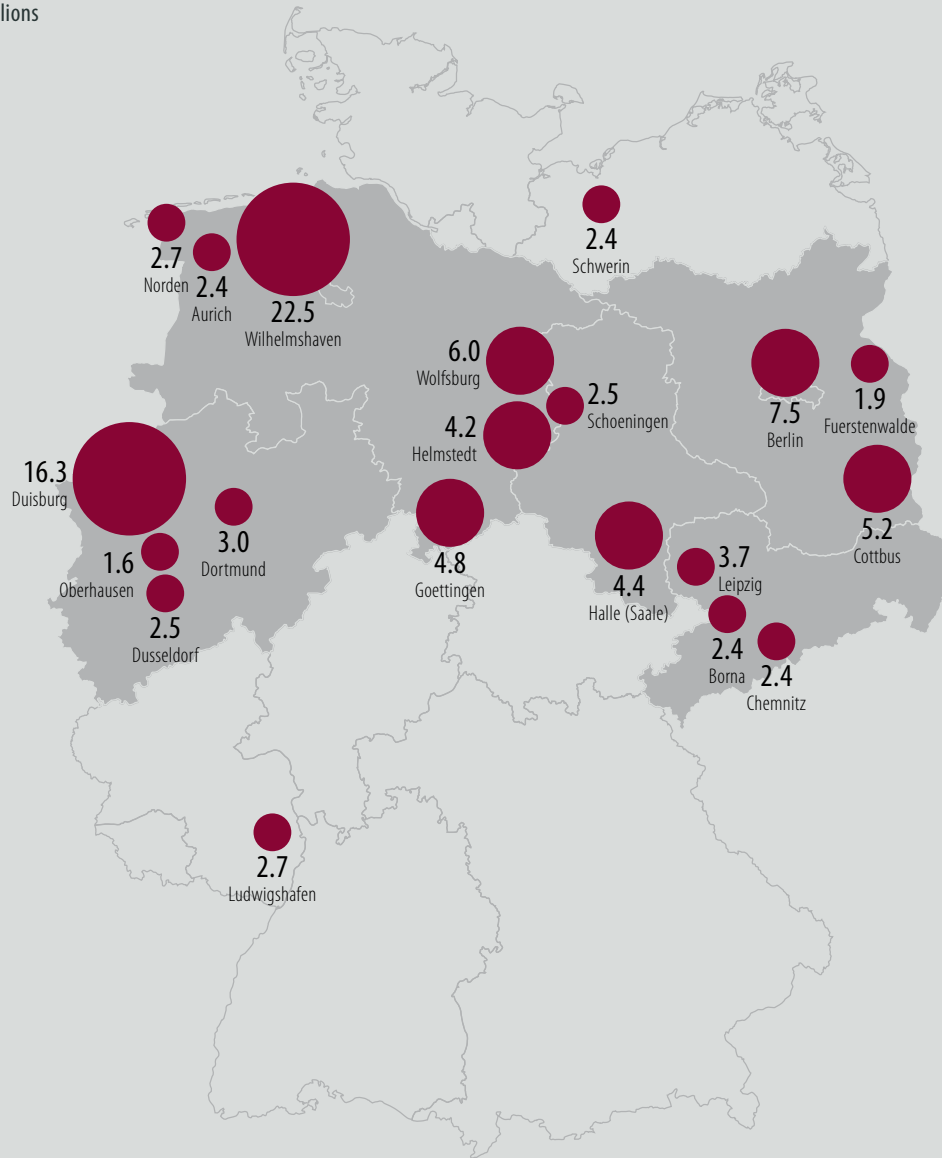 lions
2.4
Schwerin
2.7
Norden
2.4
Aurich
22.5
Wilhelmshaven
6.0
Wolfsburg
2.5
Schoeningen
4.2
Helmstedt
7.5
Berlin
1.9
Fuerstenwalde
16.3
Duisburg
3.0
Dortmund
1.6
Oberhausen
2.5
Dusseldorf
4.8
Goettingen
4.4
Halle (Saale)
3.7
Leipzig
5.2
Cottbus
2.4
Borna
2.4
Chemnitz
2.7
Ludwigshafen